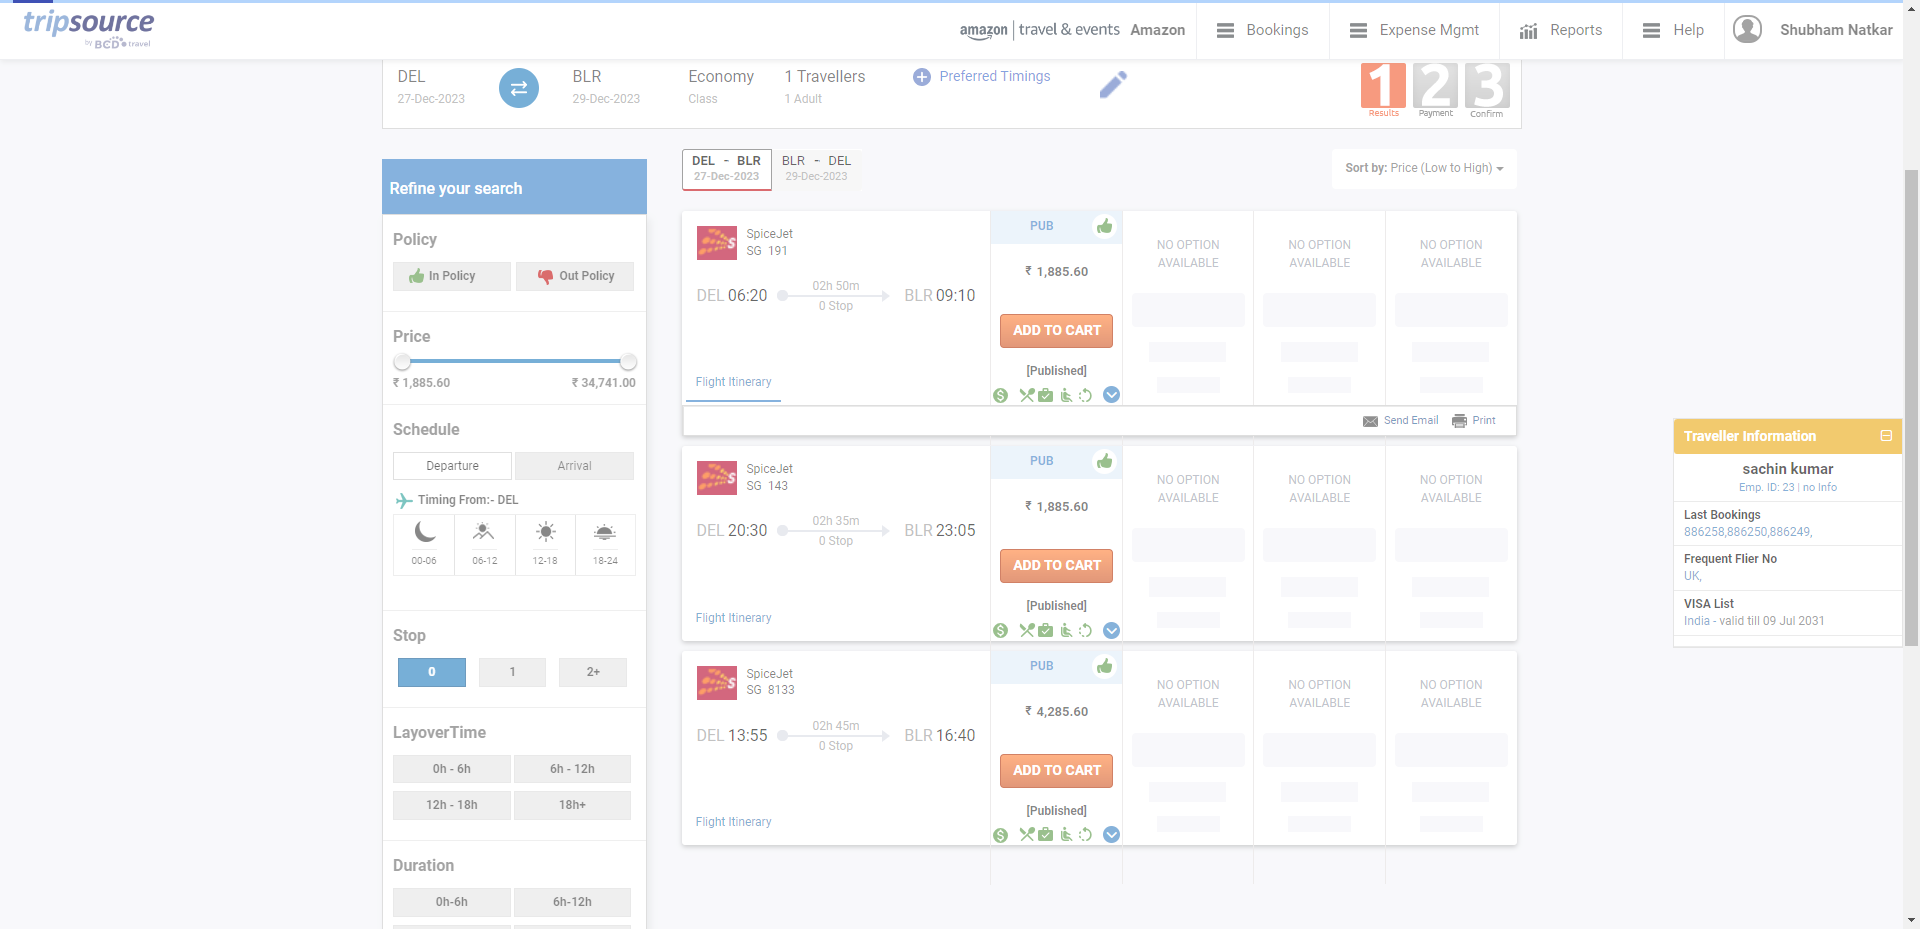 tripsource
by BCD travel
amazon | travel & events Amazon
Bookings
Expense Mgmt
Reports
Help
Shubham Natkar
DEL
27-Dec-2023
BLR
29-Dec-2023
Economy
Class
1 Travellers
1 Adult
Preferred Timings
1
Results
2
Payment
3
Confirm
Refine your search
Policy
In Policy
Out Policy
Price
₹ 1,885.60
₹ 34,741.00
Schedule
Departure
Arrival
Timing From:- DEL
00-06
06-12
12-18
18-24
Stop
0
1
2+
LayoverTime
0h - 6h
6h - 12h
12h - 18h
18h+
Duration
0h-6h
6h-12h
DEL - BLR
27-Dec-2023
BLR - DEL
29-Dec-2023
Sort by: Price (Low to High)
SpiceJet
SG 191
DEL 06:20
02h 50m
0 Stop
BLR 09:10
Flight Itinerary
PUB
₹ 1,885.60
ADD TO CART
[Published]
NO OPTION
AVAILABLE
NO OPTION
AVAILABLE
NO OPTION
AVAILABLE
Send Email
Print
SpiceJet
SG 143
DEL 20:30
02h 35m
0 Stop
BLR 23:05
Flight Itinerary
PUB
₹ 1,885.60
ADD TO CART
[Published]
NO OPTION
AVAILABLE
NO OPTION
AVAILABLE
NO OPTION
AVAILABLE
SpiceJet
SG 8133
DEL 13:55
02h 45m
0 Stop
BLR 16:40
Flight Itinerary
PUB
₹ 4,285.60
ADD TO CART
[Published]
NO OPTION
AVAILABLE
NO OPTION
AVAILABLE
NO OPTION
AVAILABLE
Traveller Information
sachin kumar
Emp. ID: 23 | no Info
Last Bookings
886258,886250,886249,
Frequent Flier No
UK,
VISA List
India - valid till 09 Jul 2031